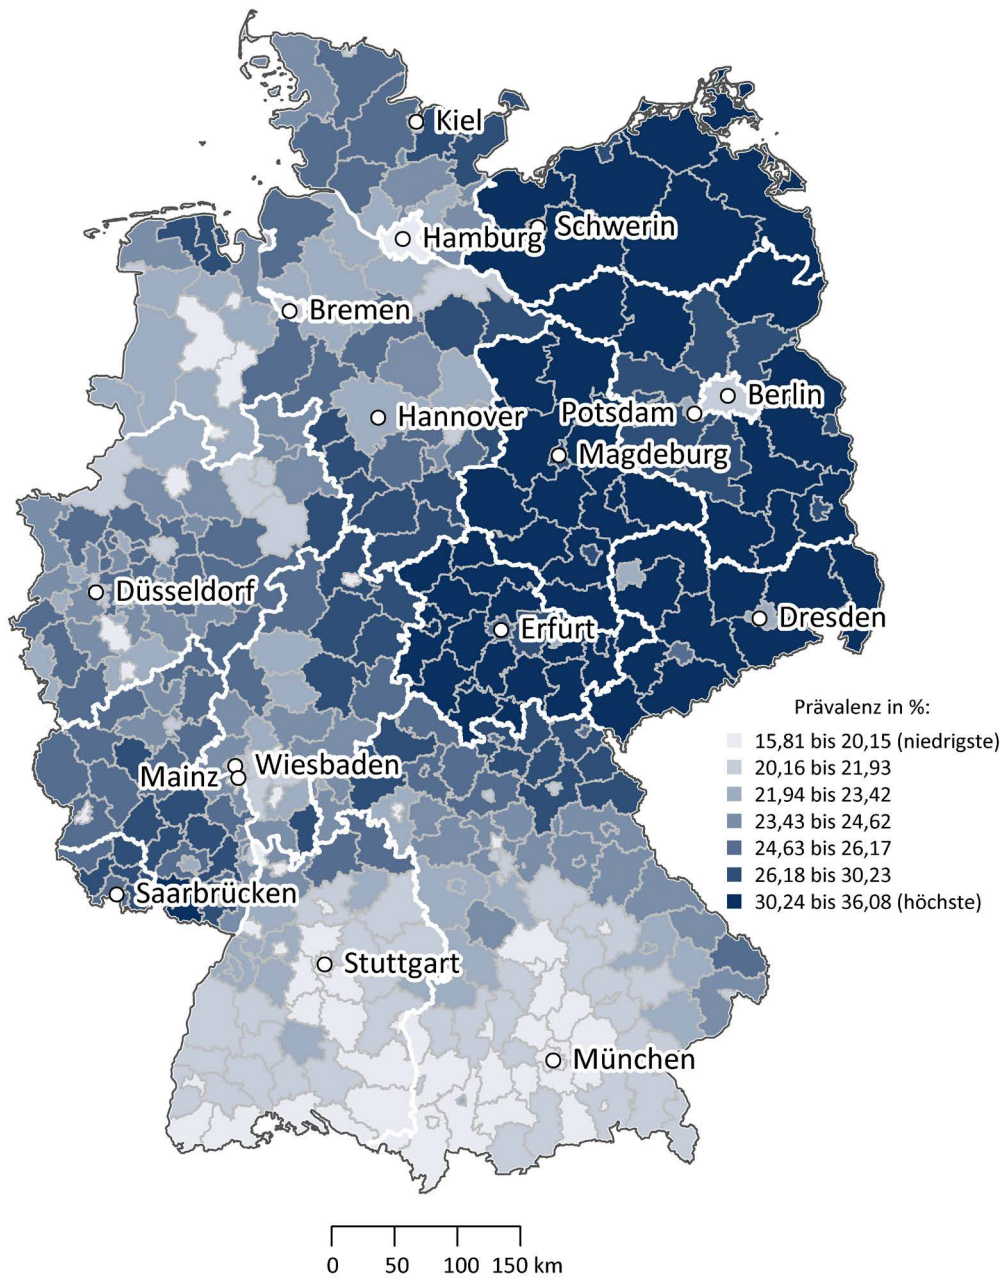 Kiel
Schwerin
Hamburg
Bremen
Berlin
Hannover
Potsdam
Magdeburg
Düsseldorf
Erfurt
Dresden
Prävalenz in %:
15,81 bis 20,15 (niedrigste)
20,16 bis 21,93
21,94 bis 23,42
23,43 bis 24,62
24,63 bis 26,17
26,18 bis 30,23
30,24 bis 36,08 (höchste)
Wiesbaden
Mainz
Saarbrücken
Stuttgart
München
0 50 100 150 km